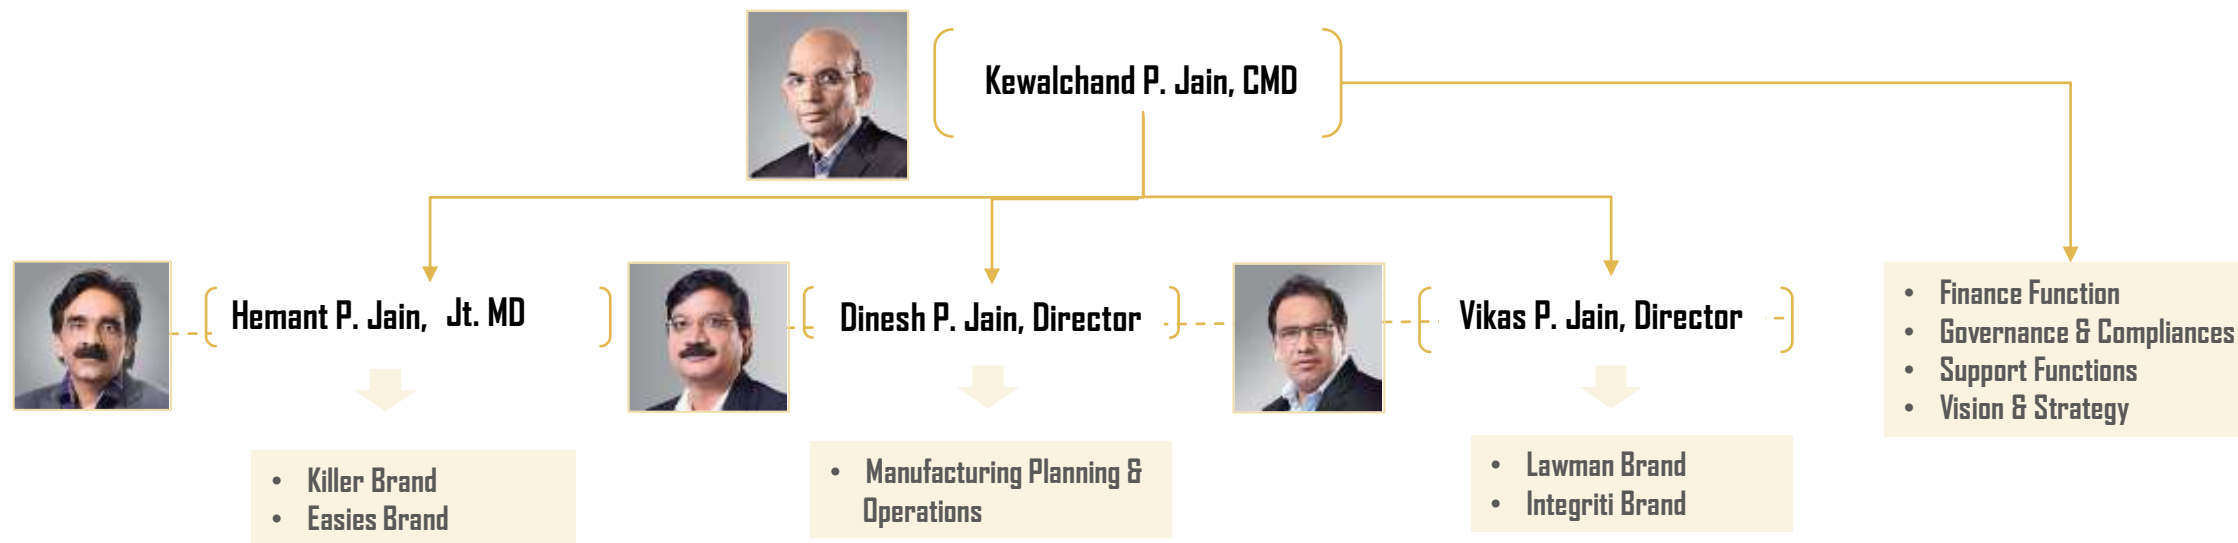 Kewalchand P. Jain, CMD
Hemant P. Jain, Jt. MD
Dinesh P. Jain, Director
Vikas P. Jain, Director
• Finance Function
• Governance & Compliances
• Support Functions
• Vision & Strategy
• Killer Brand
• Easies Brand
• Manufacturing Planning &
Operations
• Lawman Brand
• Integriti Brand